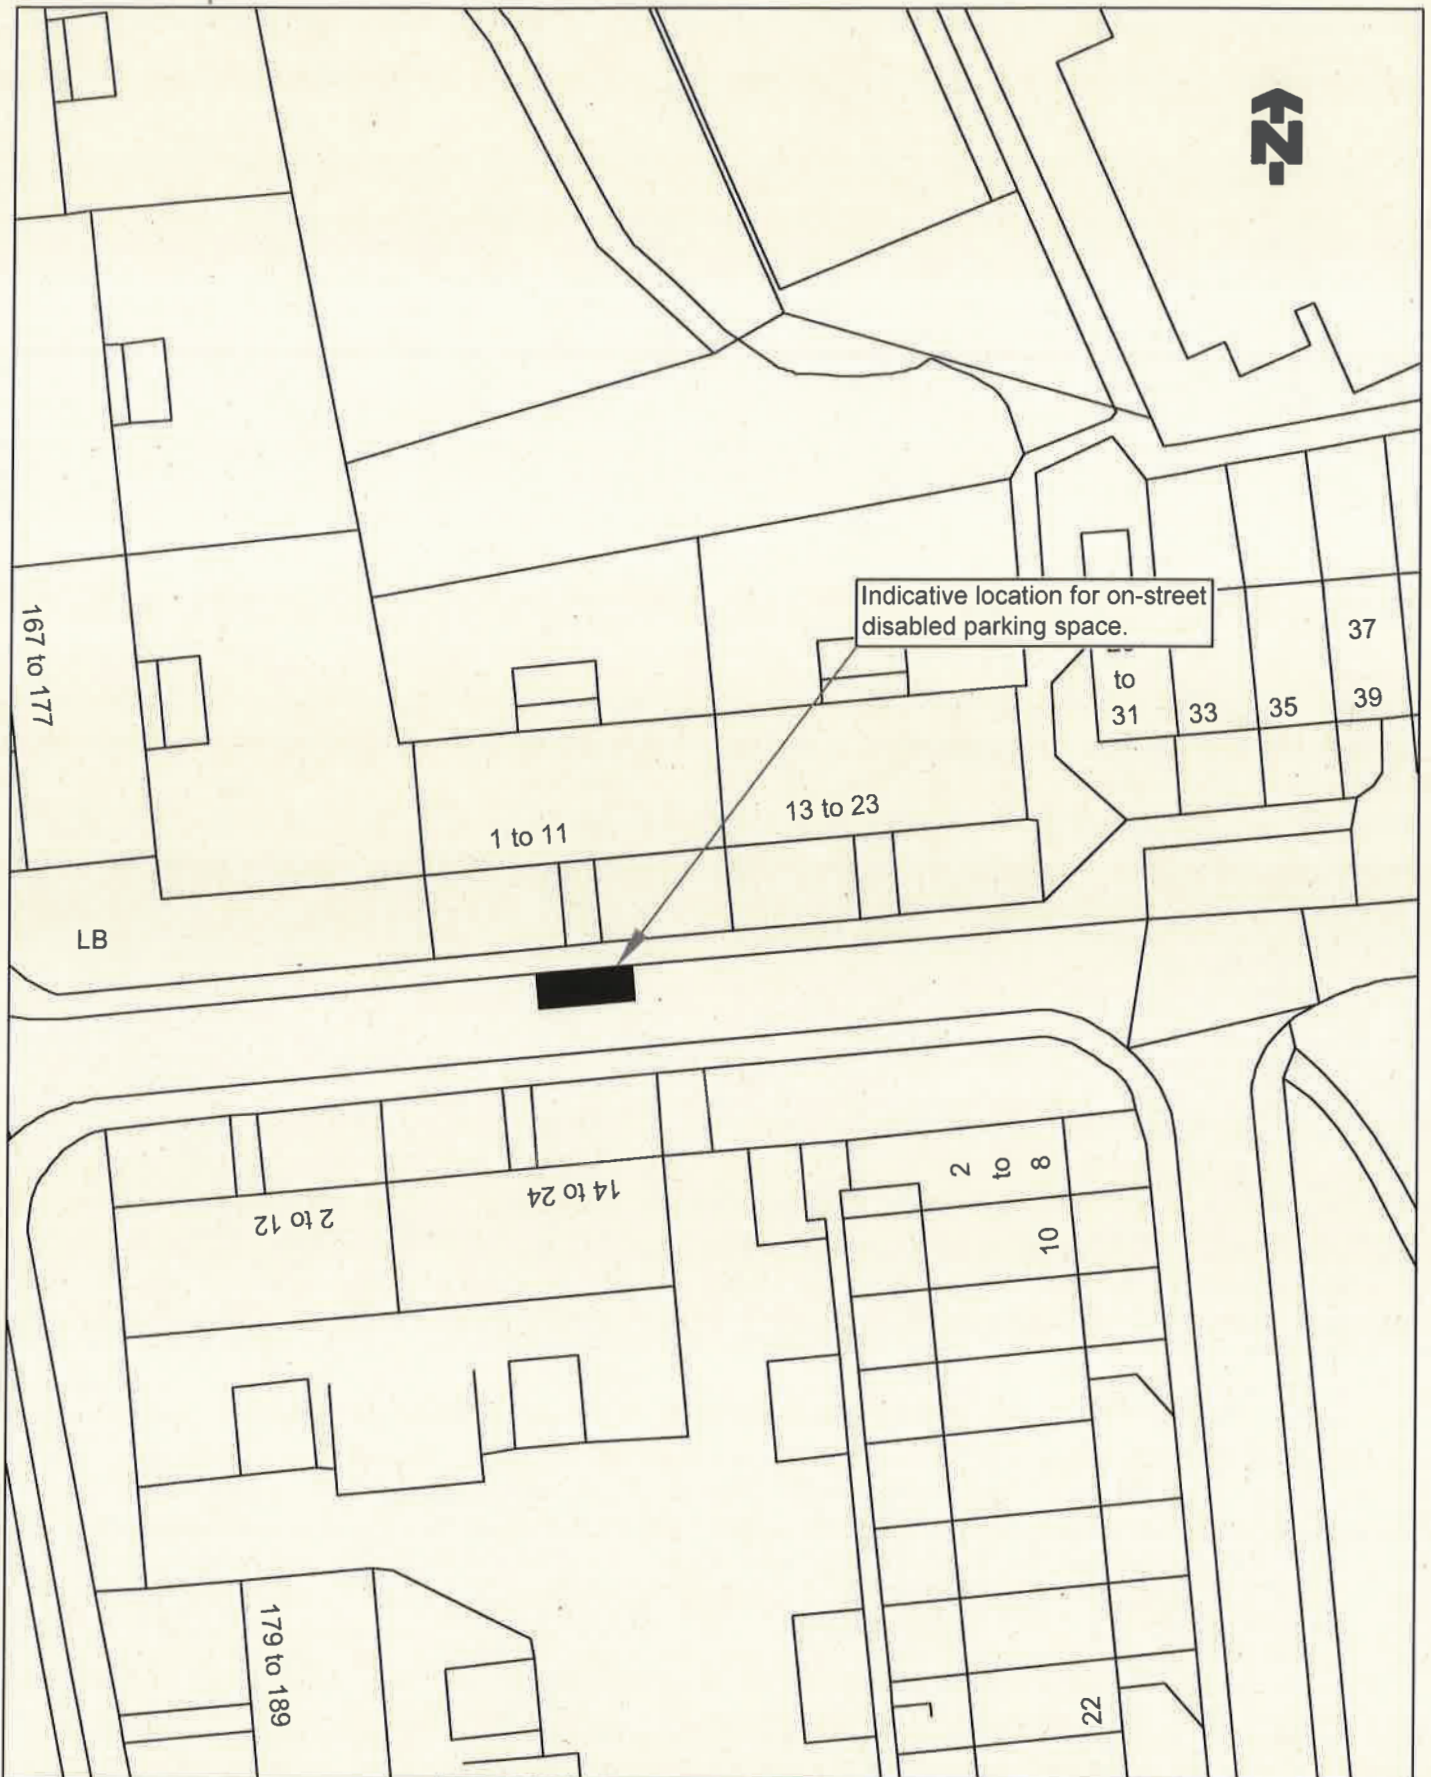 N
Indicative location for on-street
disabled parking space.
167 to 177
37
to
31
33
35
39
13 to 23
1 to 11
LB
2 to 12
14 to 24
2 to 8
10
179 to 189
22